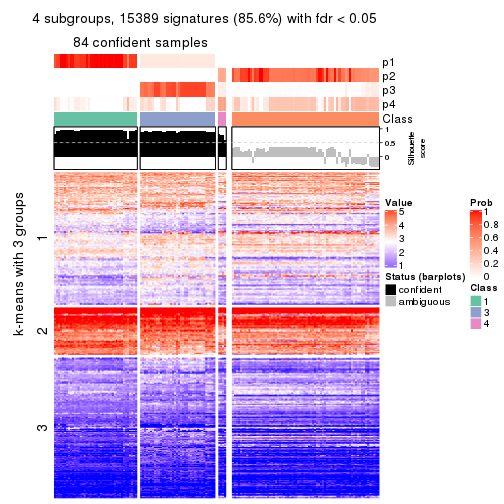 4 subgroups, 15389 signatures (85.6%) with fdr < 0.05
84 confident samples
p1
p2
p3
p4
Class
1
0.5
0
Silhouette
score
k-means with 3 groups
1
2
3
Value
5
4
3
2
1
Status (barplots)
confident
ambiguous
Prob
1
0.8
0.6
0.4
0.2
0
Class
1
3
4